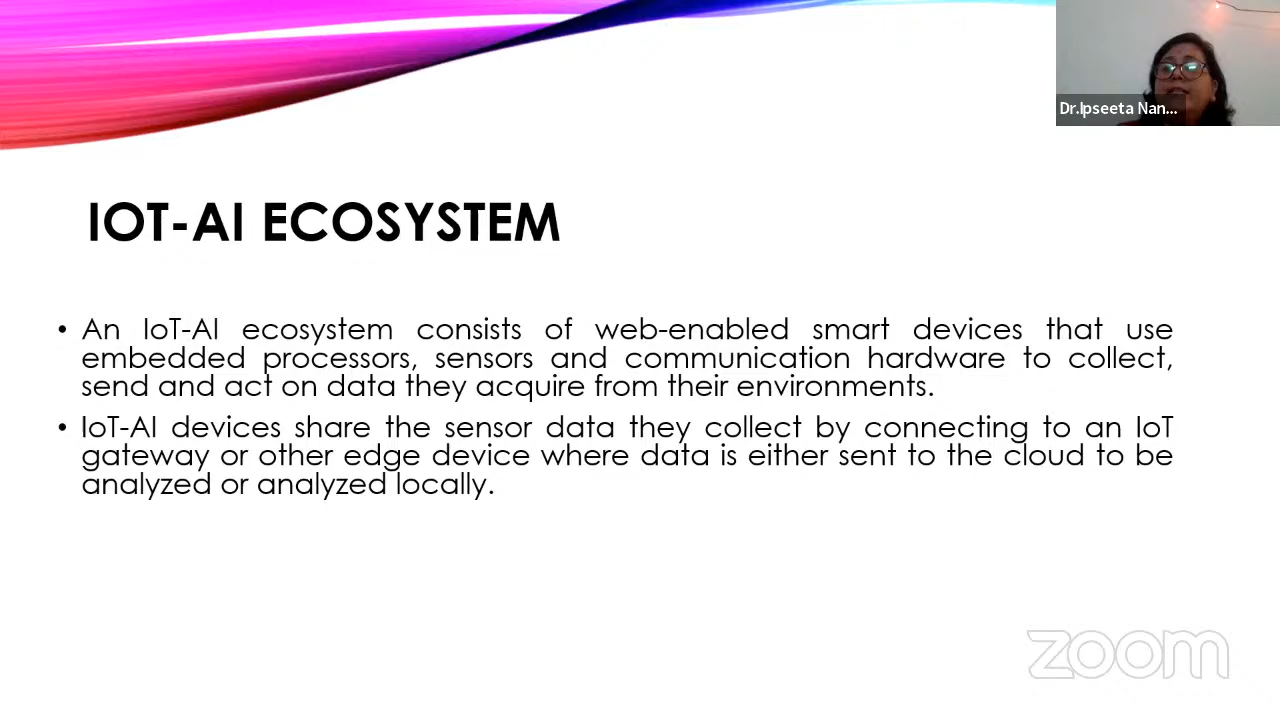 Dr.Ipseeta Nan...
IOT-AI ECOSYSTEM
• An IoT-AI ecosystem consists of web-enabled smart devices that use
embedded processors, sensors and communication hardware to collect,
send and act on data they acquire from their environments.
• IoT-AI devices share the sensor data they collect by connecting to an IoT
gateway or other edge device where data is either sent to the cloud to be
analyzed or analyzed locally.
zoom